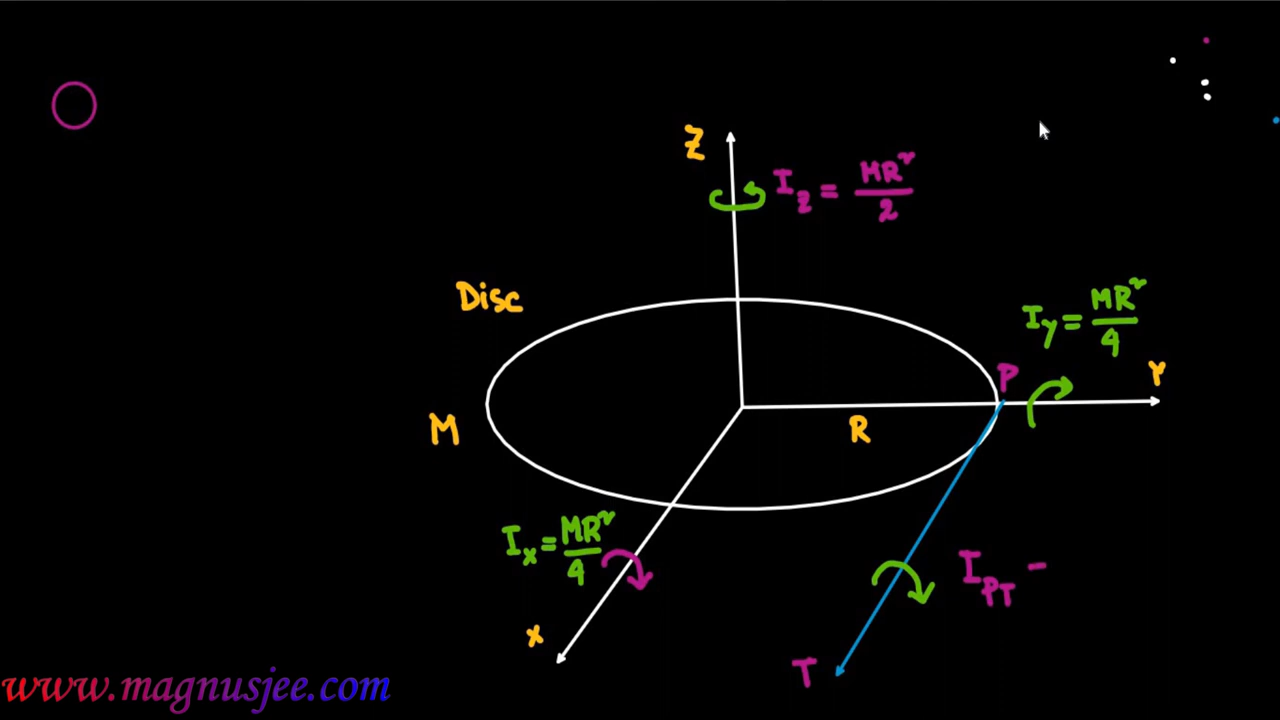 Z
I_z = MR²/2
Disc
I_y = MR²/4
P
Y
M
R
I_x = MR²/4
X
I_PT -
T
www.magnusjee.com